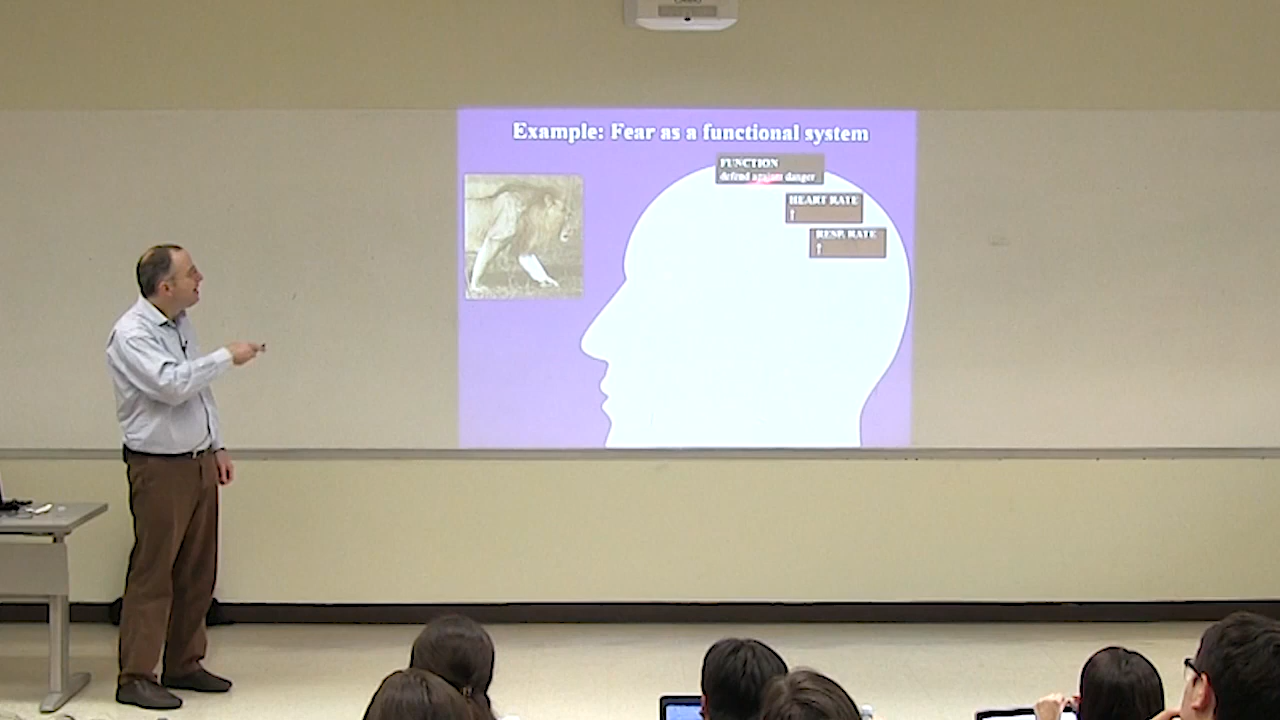 Example: Fear as a functional system
FUNCTION
defend against danger
HEART RATE
↑
RESP. RATE
↑